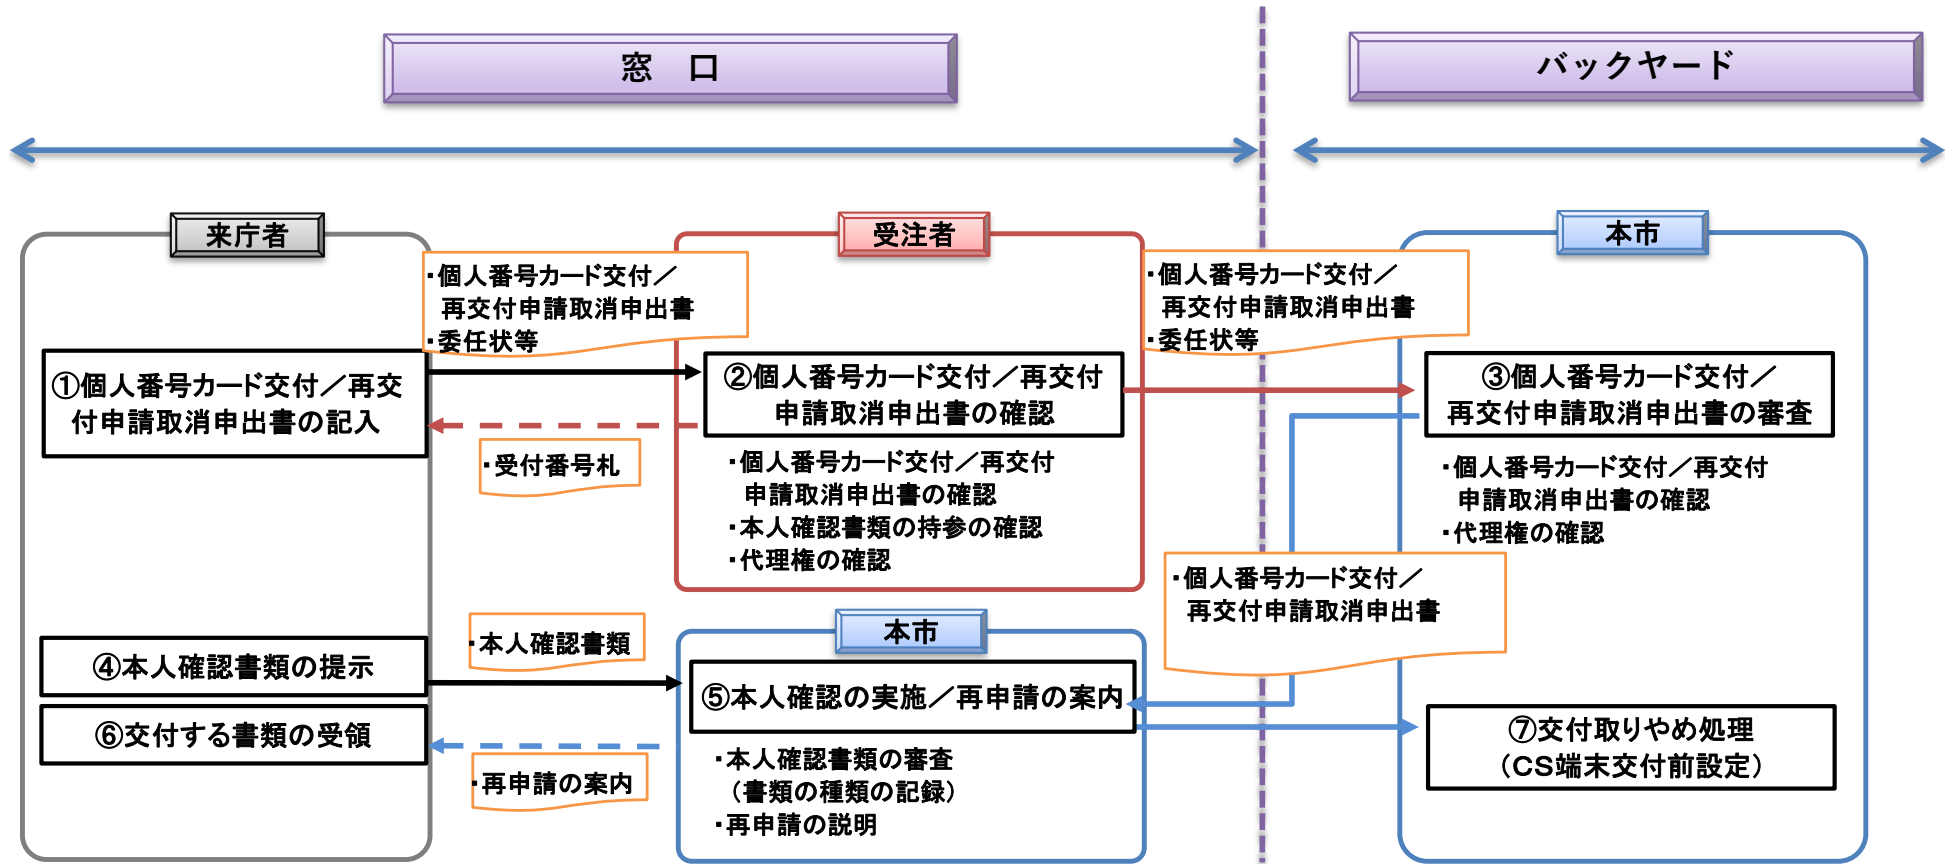 窓　口
バックヤード
来庁者
受注者
本市
・個人番号カード交付／
再交付申請取消申出書
・委任状等
・個人番号カード交付／
再交付申請取消申出書
・委任状等
①個人番号カード交付／再交
付申請取消申出書の記入
②個人番号カード交付／再交付
申請取消申出書の確認
③個人番号カード交付／
再交付申請取消申出書の審査
・受付番号札
・個人番号カード交付／再交付
申請取消申出書の確認
・本人確認書類の持参の確認
・代理権の確認
・個人番号カード交付／再交付
申請取消申出書の確認
・代理権の確認
・個人番号カード交付／
再交付申請取消申出書
本市
・本人確認書類
④本人確認書類の提示
⑤本人確認の実施／再申請の案内
⑥交付する書類の受領
⑦交付取りやめ処理
（ＣＳ端末交付前設定）
・再申請の案内
・本人確認書類の審査
（書類の種類の記録）
・再申請の説明